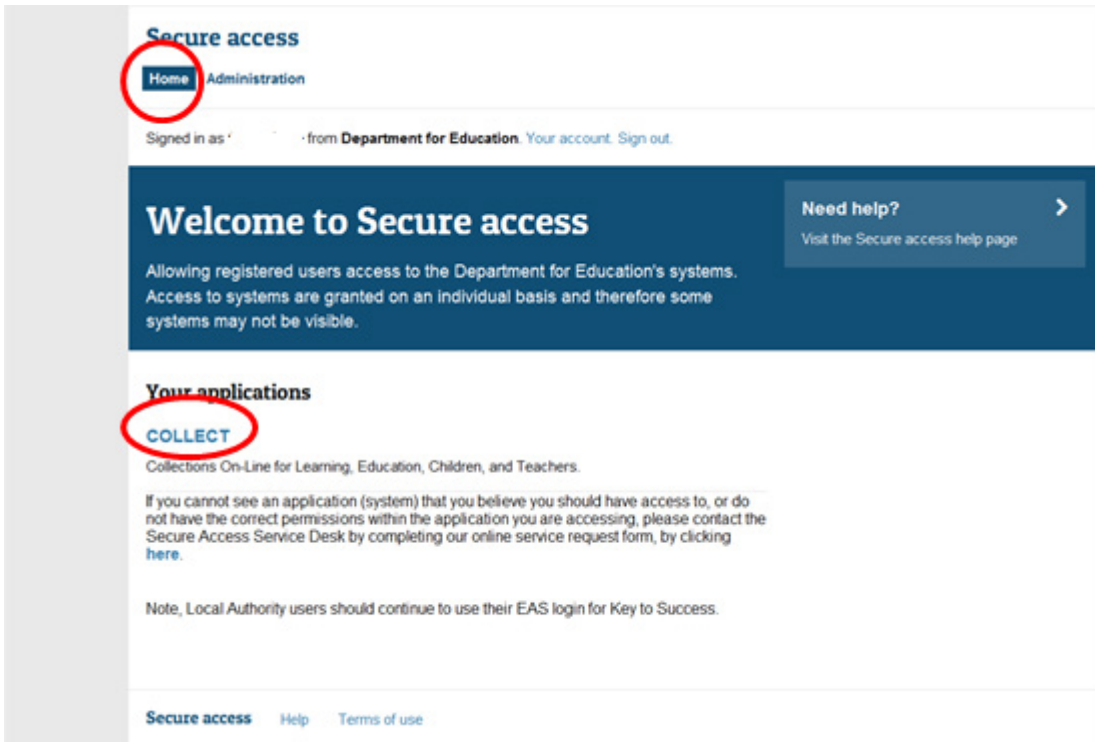 Secure access
Home Administration
Signed in as from Department for Education. Your account. Sign out.
Welcome to Secure access
Allowing registered users access to the Department for Education's systems.
Access to systems are granted on an individual basis and therefore some
systems may not be visible.
Need help?
Visit the Secure access help page
Your applications
COLLECT
Collections On-Line for Learning, Education, Children, and Teachers.
If you cannot see an application (system) that you believe you should have access to, or do
not have the correct permissions within the application you are accessing, please contact the
Secure Access Service Desk by completing our online service request form, by clicking
here.
Note, Local Authority users should continue to use their EAS login for Key to Success.
Secure access Help Terms of use